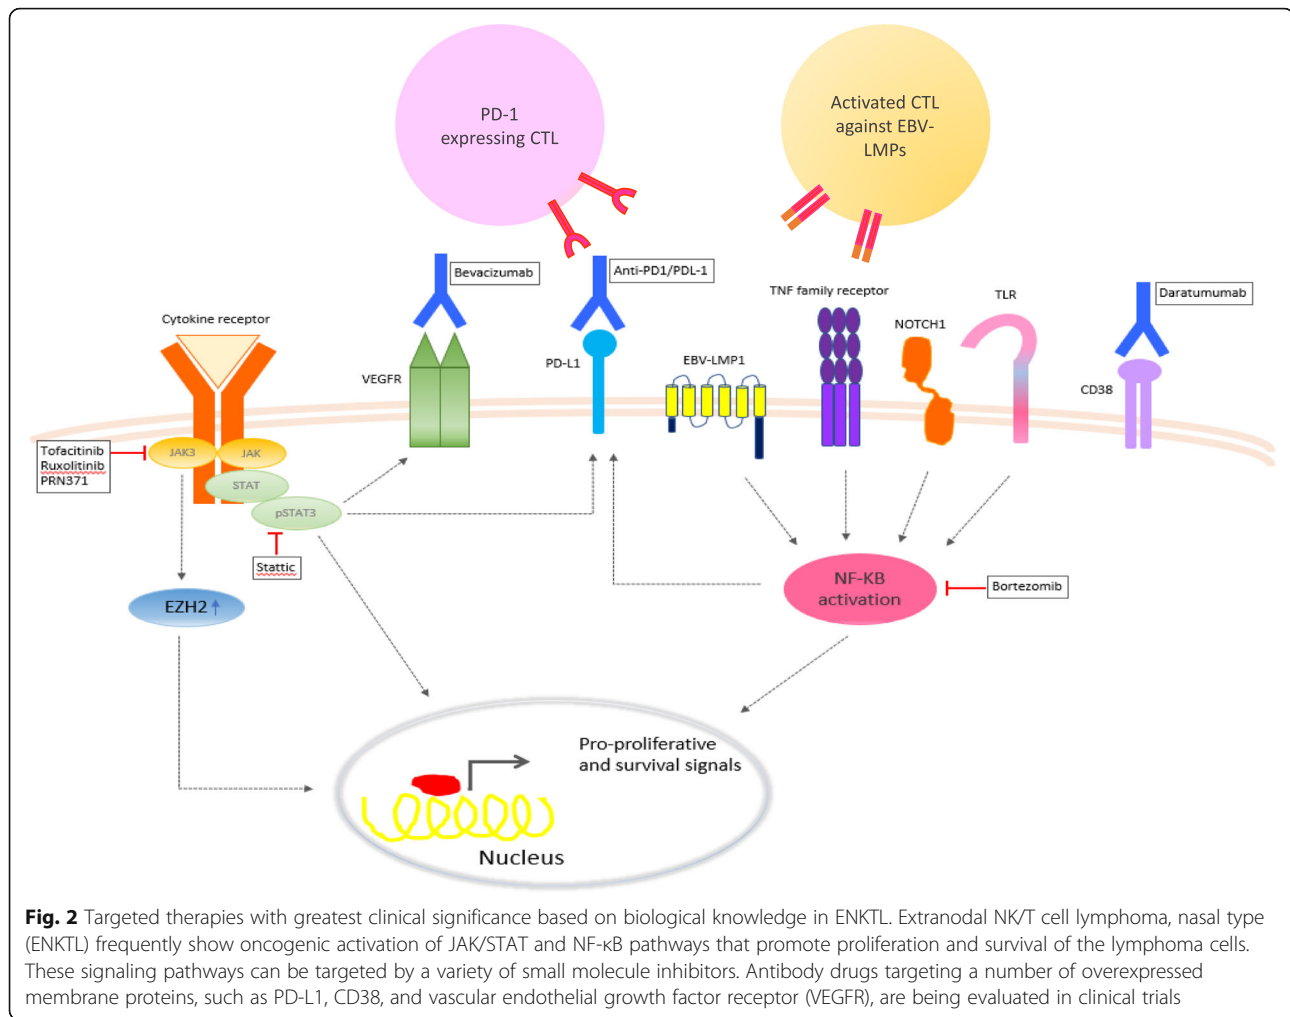 PD-1
expressing CTL
Activated CTL
against EBV-
LMPs
Bevacizumab
Anti-PD1/PDL-1
TNF family receptor
TLR
Daratumumab
Cytokine receptor
NOTCH1
VEGFR
PD-L1
EBV-LMP1
CD38
Tofacitinib
Ruxolitinib
PRN371
JAK3
JAK
STAT
pSTAT3
Stattic
EZH2
NF-KB
activation
Bortezomib
Pro-proliferative
and survival signals
Nucleus
Fig. 2 Targeted therapies with greatest clinical significance based on biological knowledge in ENKTL. Extranodal NK/T cell lymphoma, nasal type
(ENKTL) frequently show oncogenic activation of JAK/STAT and NF-κB pathways that promote proliferation and survival of the lymphoma cells.
These signaling pathways can be targeted by a variety of small molecule inhibitors. Antibody drugs targeting a number of overexpressed
membrane proteins, such as PD-L1, CD38, and vascular endothelial growth factor receptor (VEGFR), are being evaluated in clinical trials